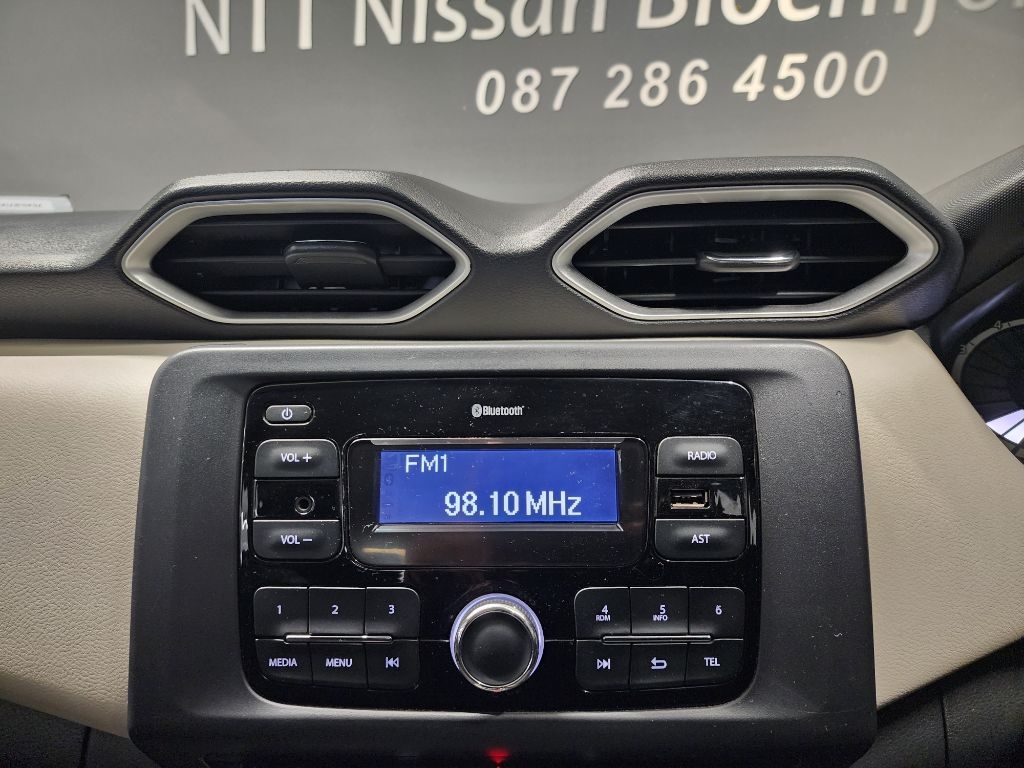 NTT Nissan
087 286 4500
Bluetooth
VOL +
RADIO
FM1
98.10 MHz
VOL −
AST
1 2 3
4 RDM 5 INFO 6
MEDIA MENU
TEL
4